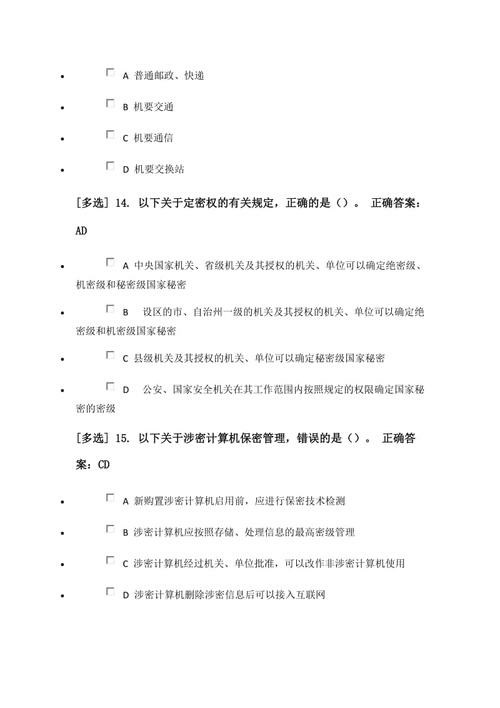 • A 普通邮政、快递
• B 机要交通
• C 机要通信
• D 机要交换站
[多选] 14. 以下关于定密权的有关规定，正确的是（）。 正确答案：
AD
• A 中央国家机关、省级机关及其授权的机关、单位可以确定绝密级、
机密级和秘密级国家秘密
• B 设区的市、自治州一级的机关及其授权的机关、单位可以确定绝
密级和机密级国家秘密
• C 县级机关及其授权的机关、单位可以确定秘密级国家秘密
• D 公安、国家安全机关在其工作范围内按照规定的权限确定国家秘
密的密级
[多选] 15. 以下关于涉密计算机保密管理，错误的是（）。 正确答
案：CD
• A 新购置涉密计算机启用前，应进行保密技术检测
• B 涉密计算机应按照存储、处理信息的最高密级管理
• C 涉密计算机经过机关、单位批准，可以改作非涉密计算机使用
• D 涉密计算机删除涉密信息后可以接入互联网